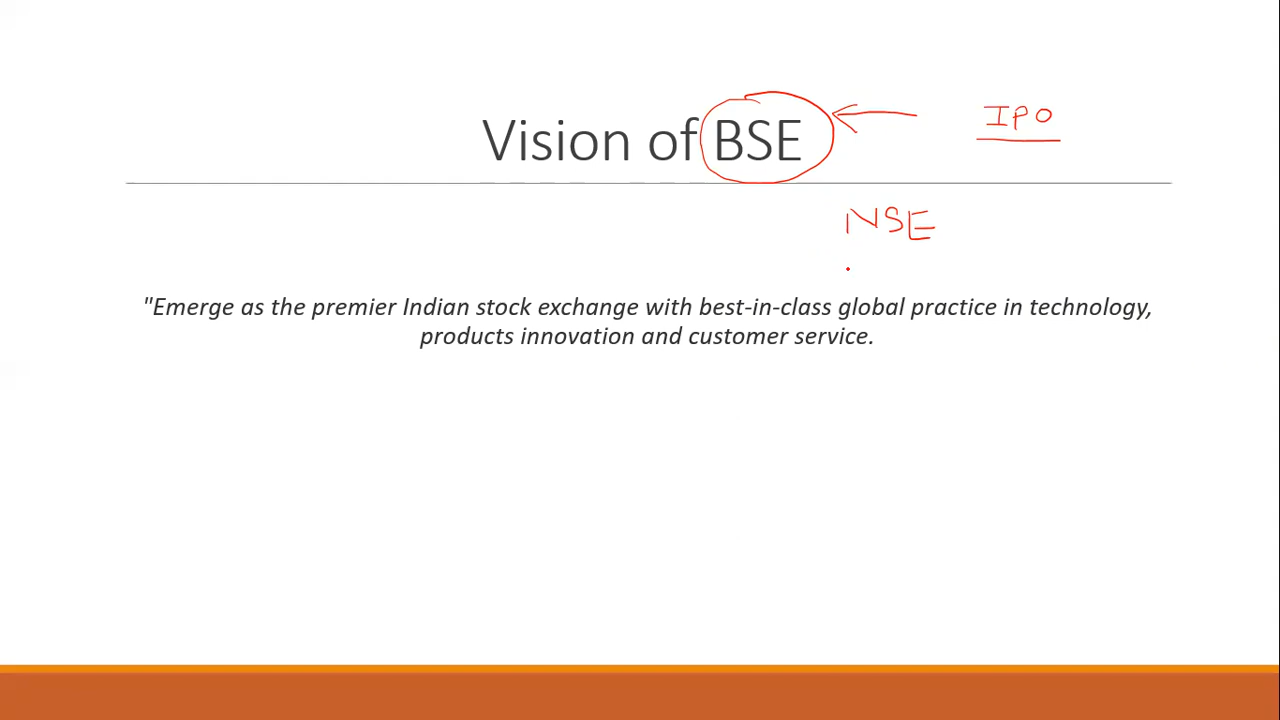 Vision of BSE
IPO
NSE
"Emerge as the premier Indian stock exchange with best-in-class global practice in technology,
products innovation and customer service.